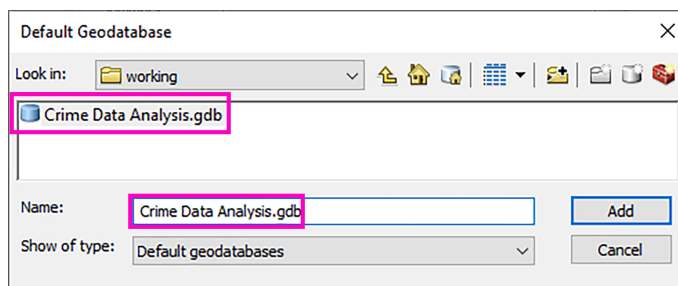 Default Geodatabase
Look in: working
Crime Data Analysis.gdb
Name: Crime Data Analysis.gdb Add
Show of type: Default geodatabases Cancel